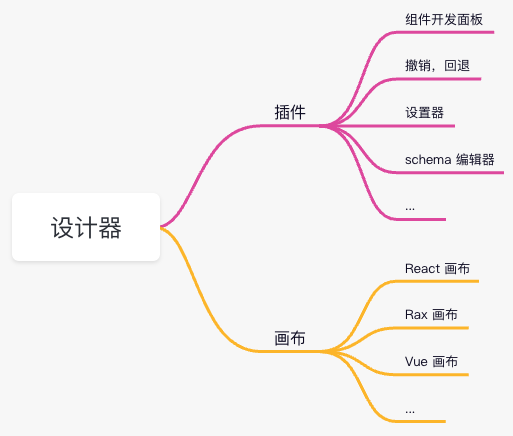 设计器
插件
组件开发面板
撤销，回退
设置器
schema 编辑器
...
画布
React 画布
Rax 画布
Vue 画布
...